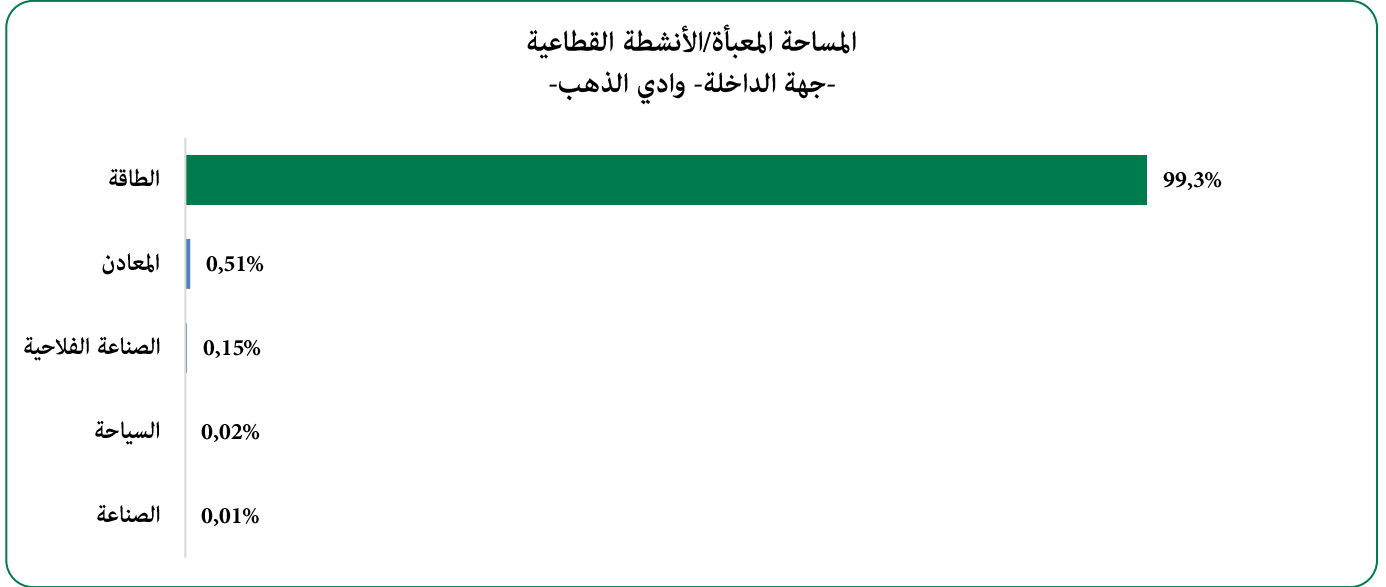 المساحة المعبأة/الأنشطة القطاعية
-جهة الداخلة- وادي الذهب-
الطاقة 99,3%
المعادن 0,51%
الصناعة الفلاحية 0,15%
السياحة 0,02%
الصناعة 0,01%